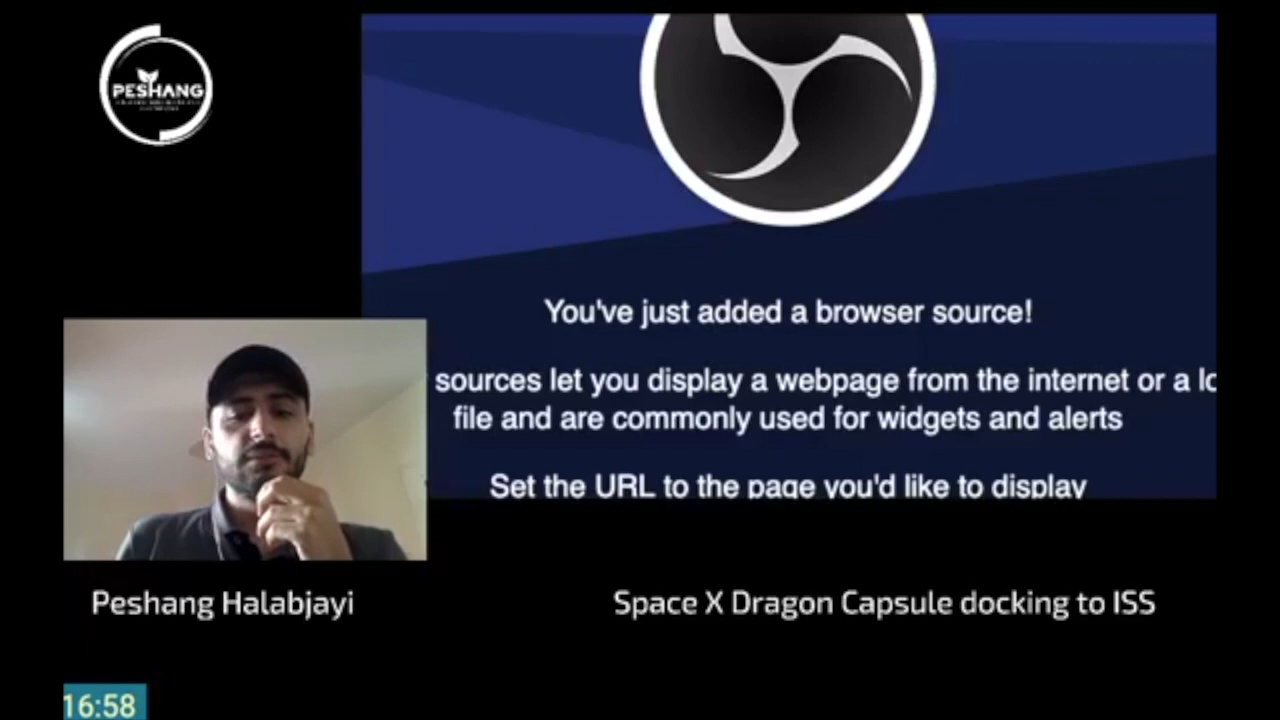 PESHANG
You've just added a browser source!
sources let you display a webpage from the internet or a lo
file and are commonly used for widgets and alerts
Set the URL to the page you'd like to display
Peshang Halabjayi
Space X Dragon Capsule docking to ISS
16:58